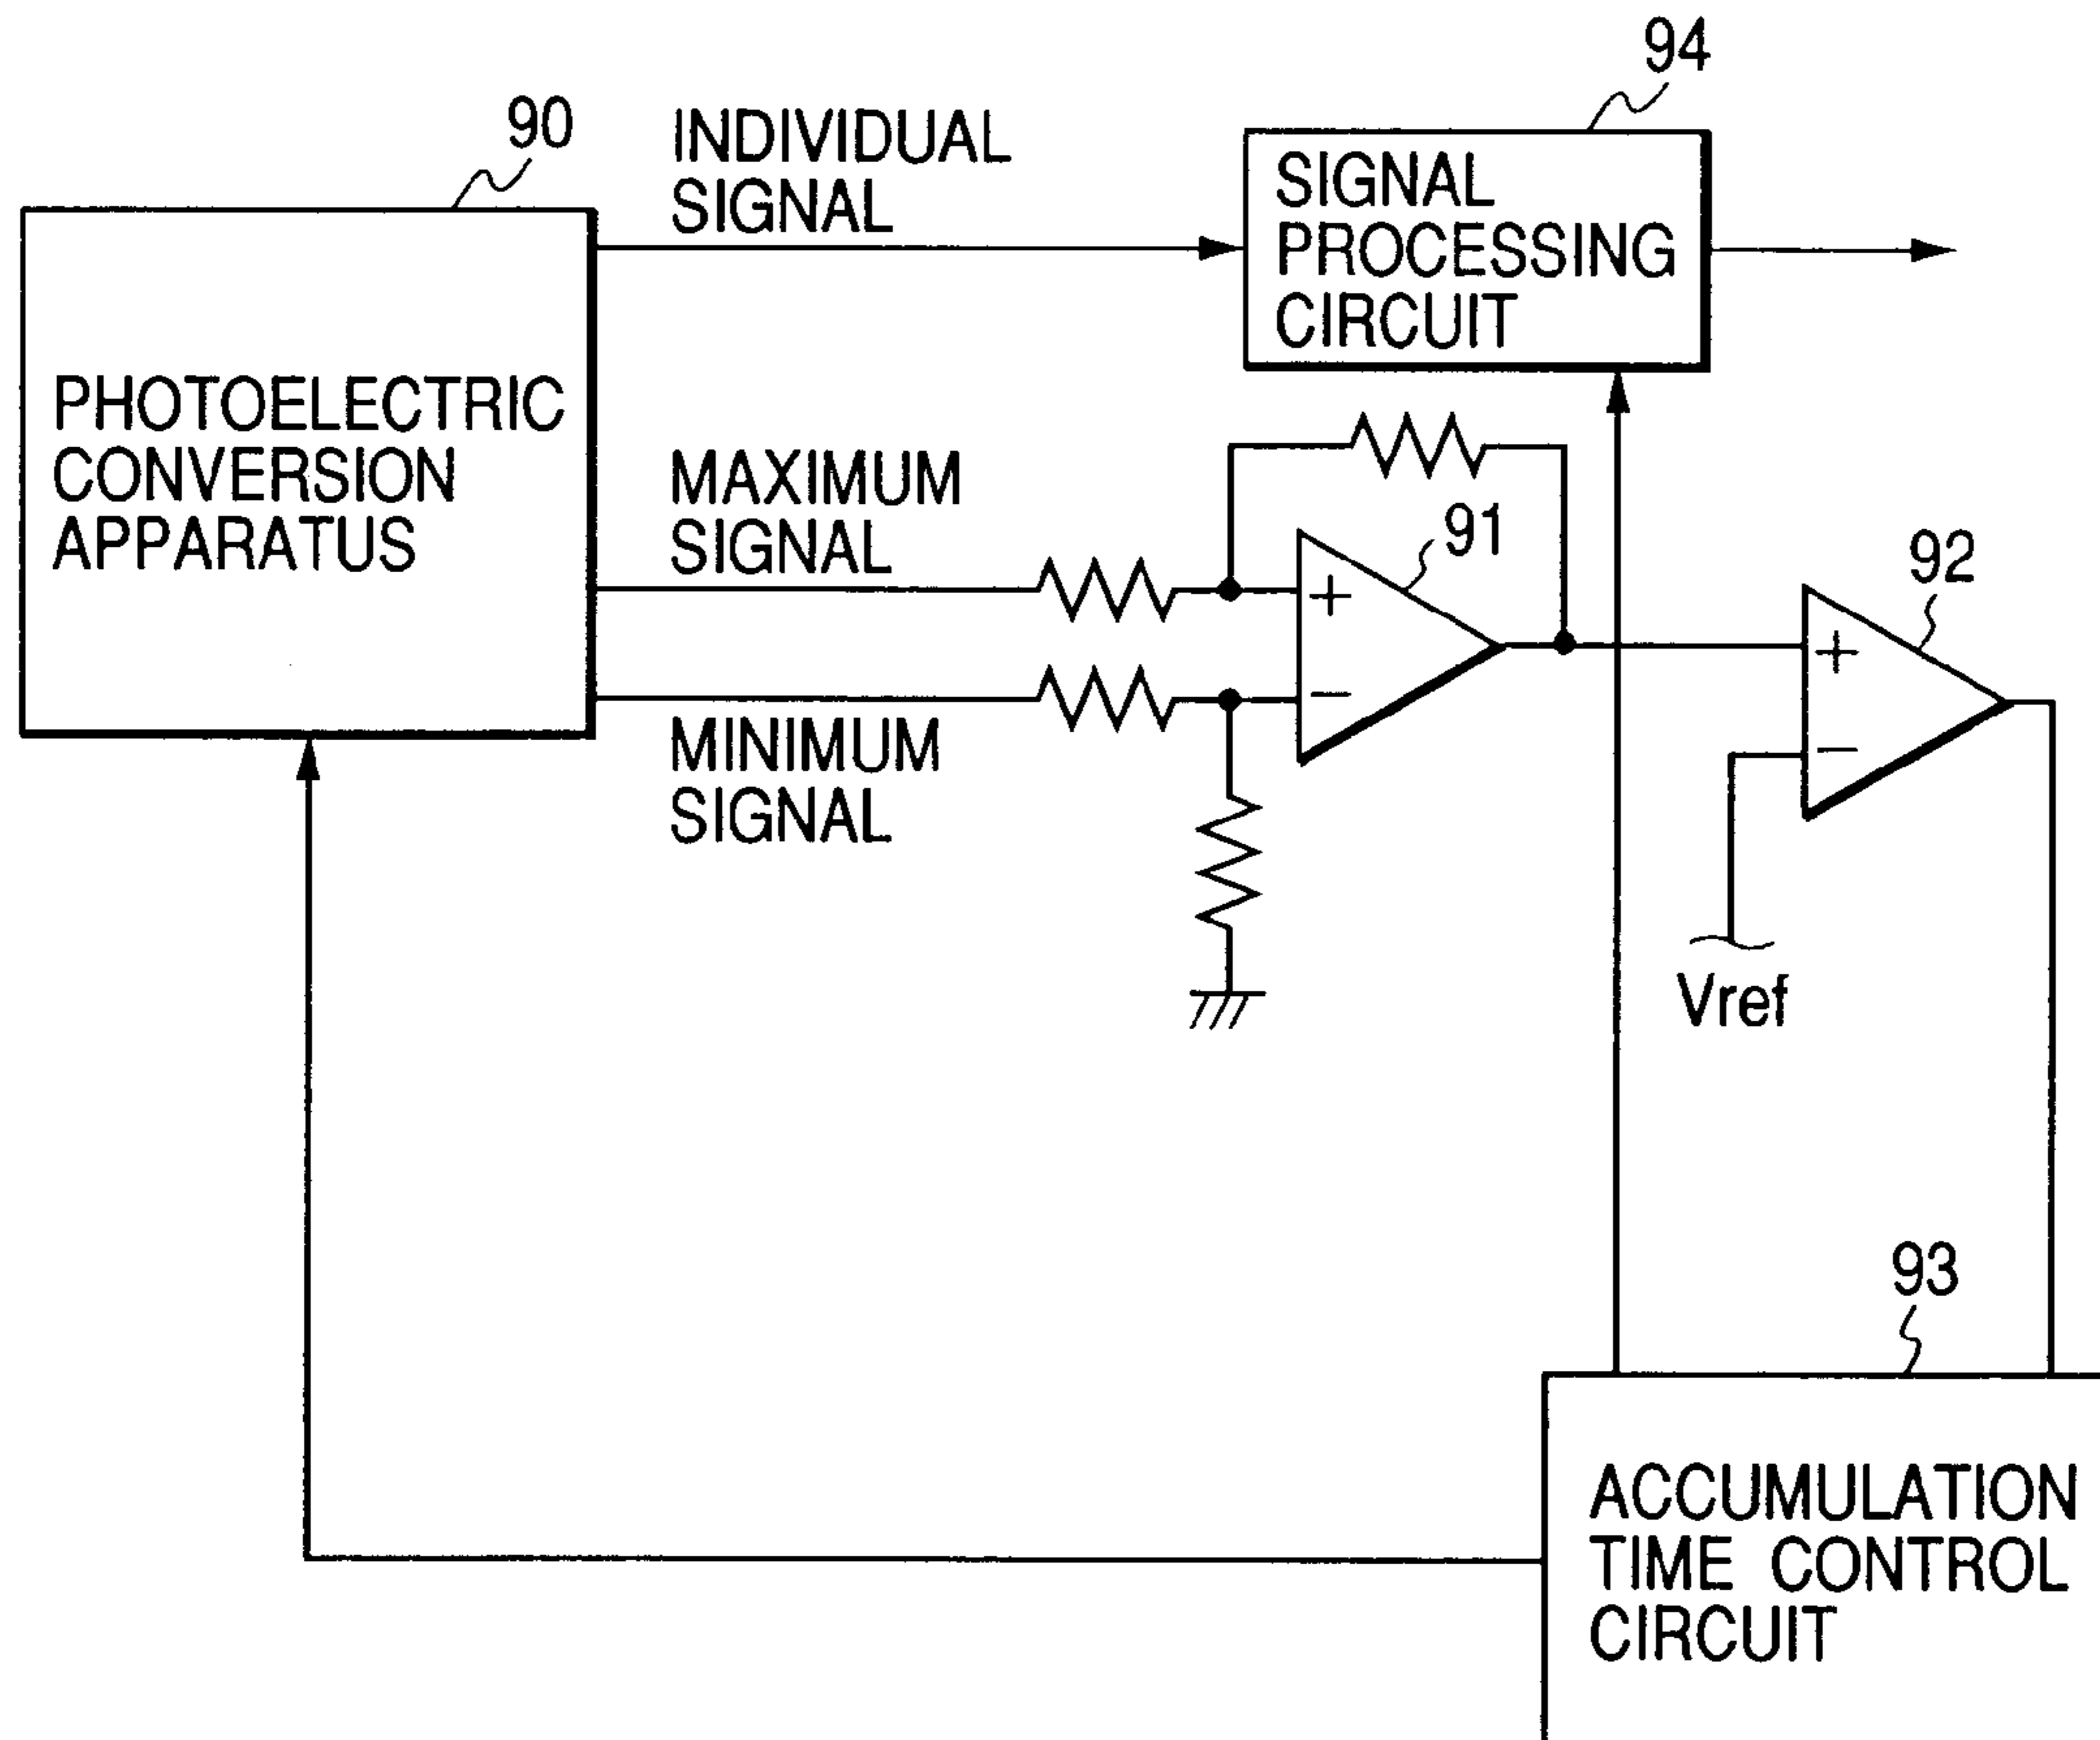 94
90
INDIVIDUAL
SIGNAL
SIGNAL
PROCESSING
CIRCUIT
PHOTOELECTRIC
CONVERSION
APPARATUS
MAXIMUM
SIGNAL
91
92
+
−
+
−
MINIMUM
SIGNAL
Vref
93
ACCUMULATION
TIME CONTROL
CIRCUIT